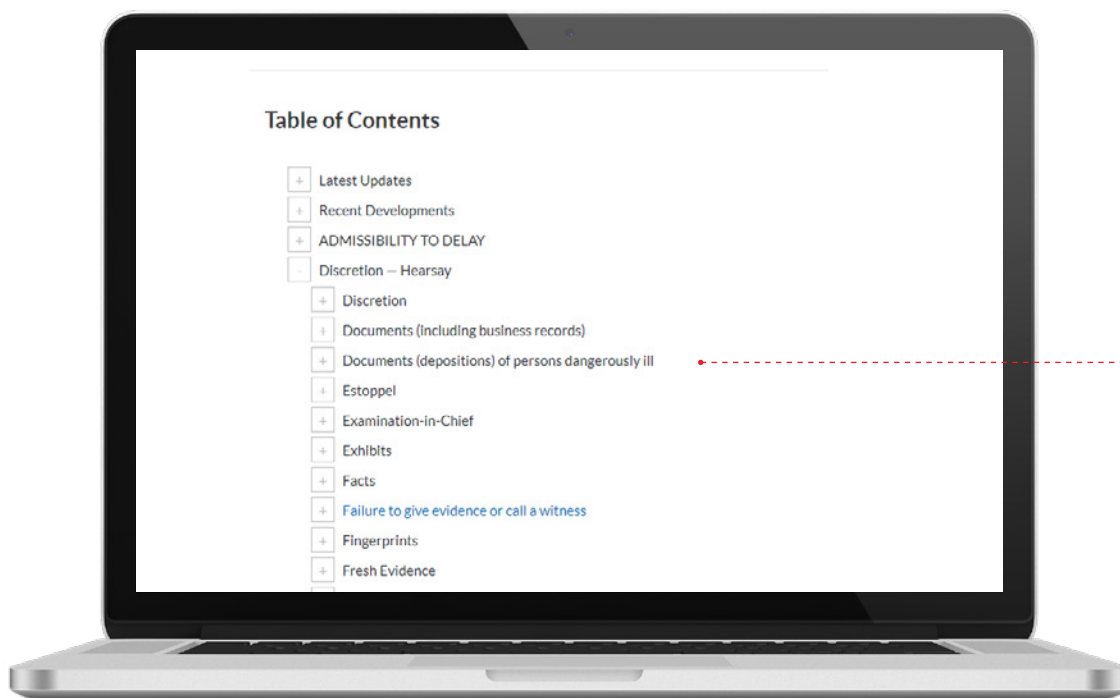 Table of Contents
+ Latest Updates
+ Recent Developments
+ ADMISSIBILITY TO DELAY
- Discretion — Hearsay
+ Discretion
+ Documents (including business records)
+ Documents (depositions) of persons dangerously ill
+ Estoppel
+ Examination-in-Chief
+ Exhibits
+ Facts
+ Failure to give evidence or call a witness
+ Fingerprints
+ Fresh Evidence